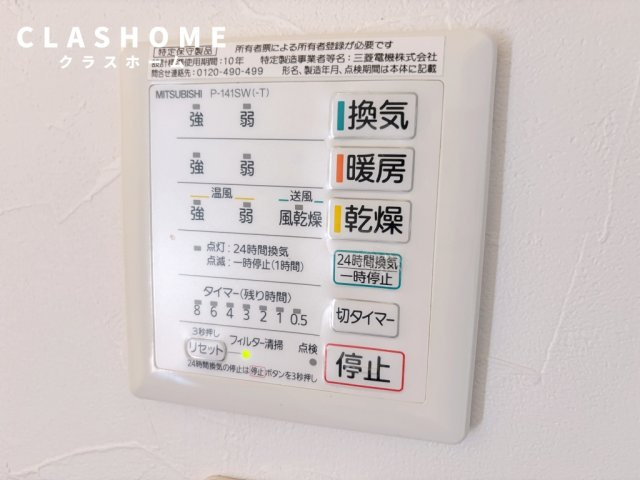 CLASHOME
クラスホーム
特定保守製品 所有者票による所有者登録が必要です
設計標準使用期間:10年 特定製造事業者等名:三菱電機株式会社
問合せ連絡先:0120-490-499 形名、製造年月、点検期間は本体に記載
MITSUBISHI P-141SW(-T)
強 弱 換気
強 弱 暖房
温風 送風
強 弱 風乾燥 乾燥
点灯:24時間換気
点滅:一時停止(1時間)
24時間換気
一時停止
タイマー(残り時間)
8 6 4 3 2 1 0.5
切タイマー
3秒押し
リセット フィルター清掃 点検
停止
24時間換気の停止は停止ボタンを3秒押し